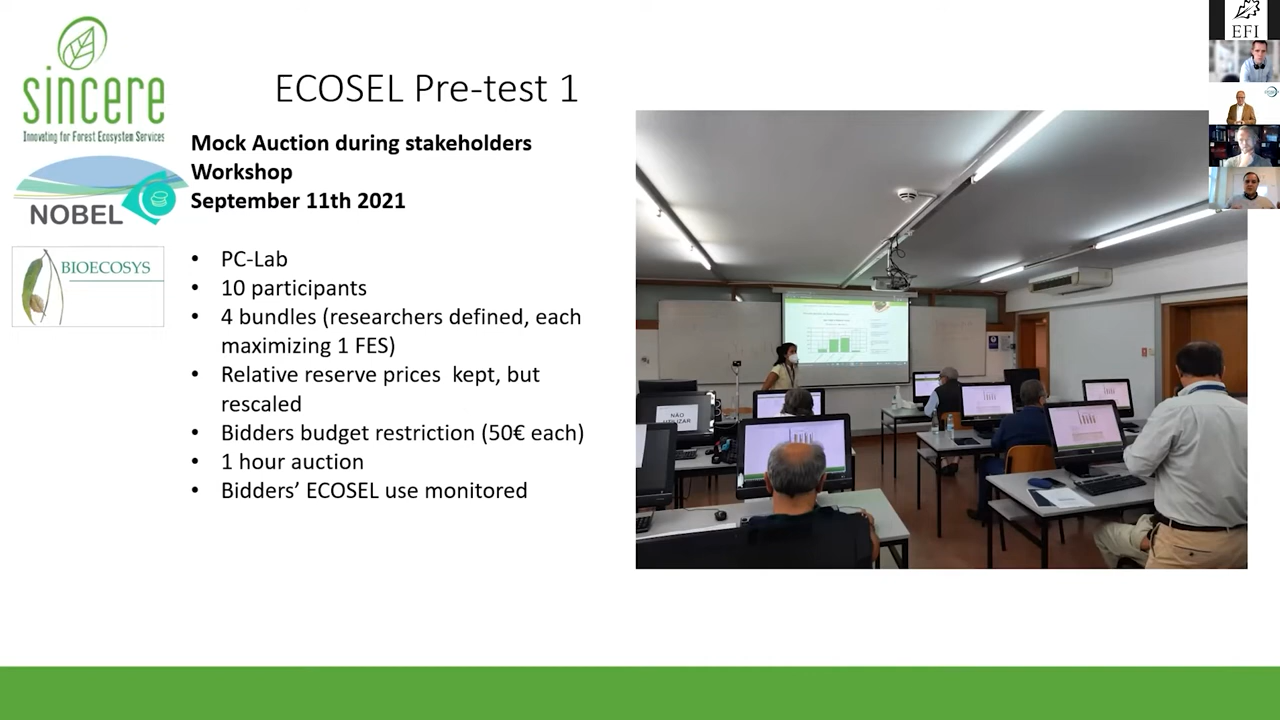 sincere
Innovating for Forest Ecosystem Services
NOBEL
BIOECOSYS
ECOSEL Pre-test 1
Mock Auction during stakeholders
Workshop
September 11th 2021
• PC-Lab
• 10 participants
• 4 bundles (researchers defined, each
maximizing 1 FES)
• Relative reserve prices kept, but
rescaled
• Bidders budget restriction (50€ each)
• 1 hour auction
• Bidders’ ECOSEL use monitored
NÃO
UTILIZAR
EFI